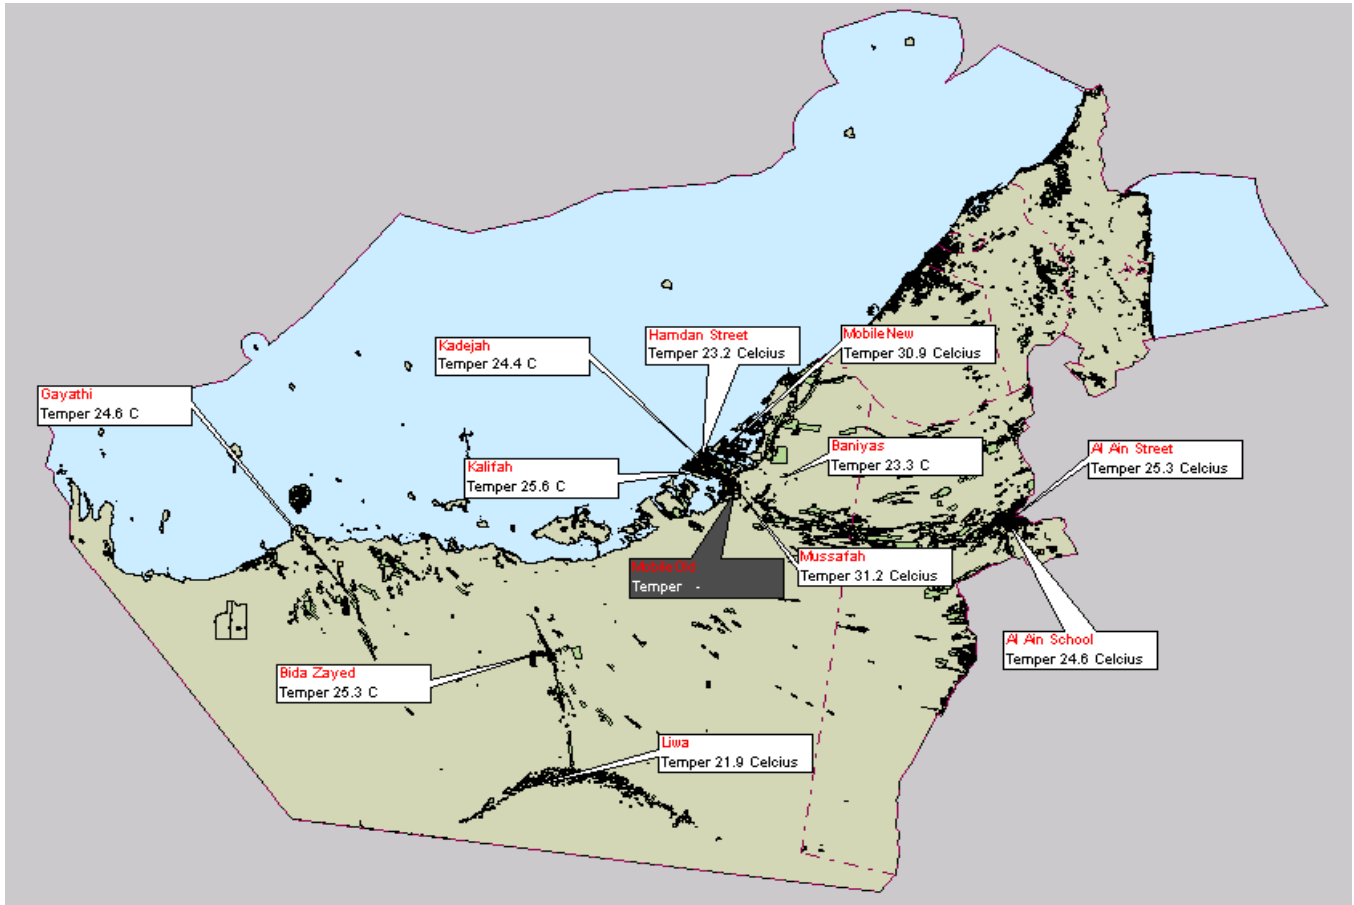 Hamdan Street
Temper 23.2 Celcius
MobileNew
Temper 30.9 Celcius
Kadejah
Temper 24.4 C
Gayathi
Temper 24.6 C
Baniyas
Temper 23.3 C
Al Ain Street
Temper 25.3 Celcius
Kalifah
Temper 25.6 C
Mussafah
Temper 31.2 Celcius
MobileOld
Temper -
Al Ain School
Temper 24.6 Celcius
Bida Zayed
Temper 25.3 C
Liwa
Temper 21.9 Celcius